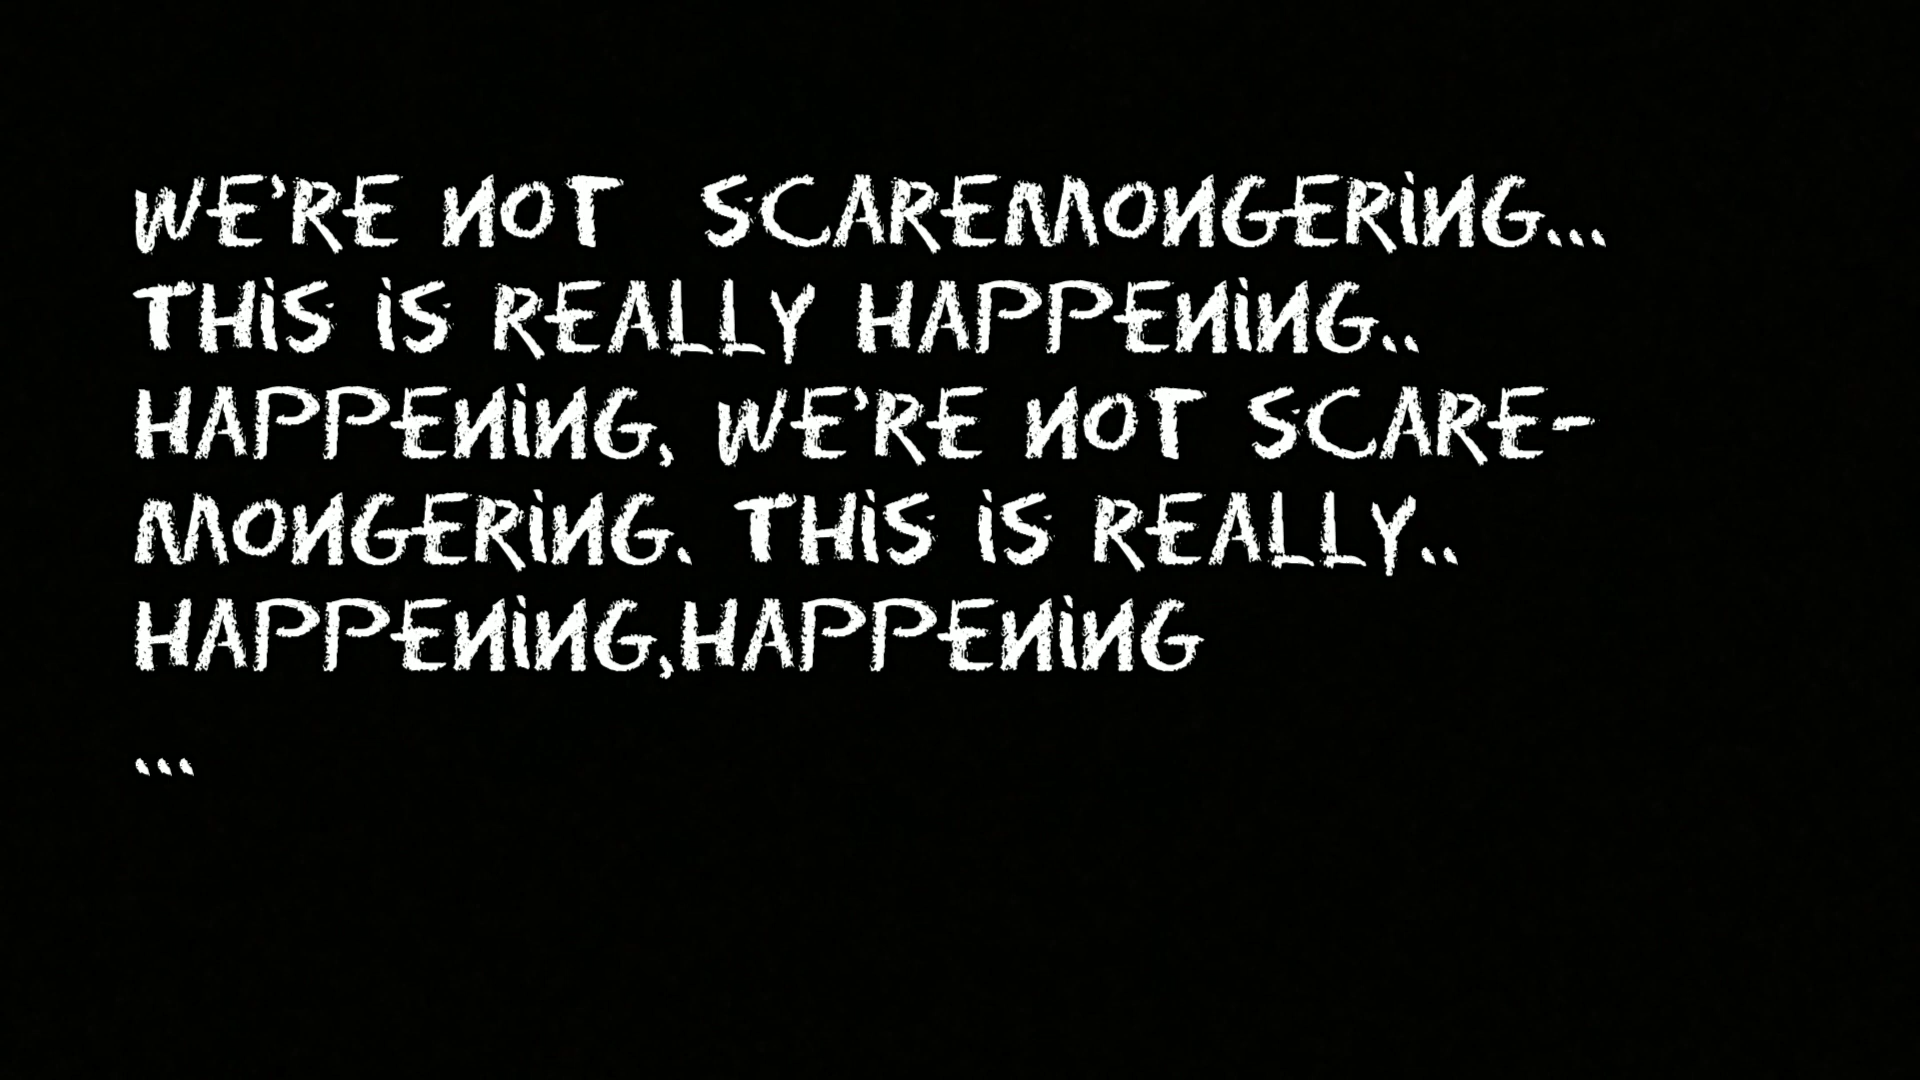 WE'RE NOT SCAREMONGERING...
THiS iS REALLY HAPPENiNG..
HAPPENiNG, WE'RE NOT SCARE-
MONGERiNG. THiS iS REALLY..
HAPPENiNG,HAPPENiNG
...